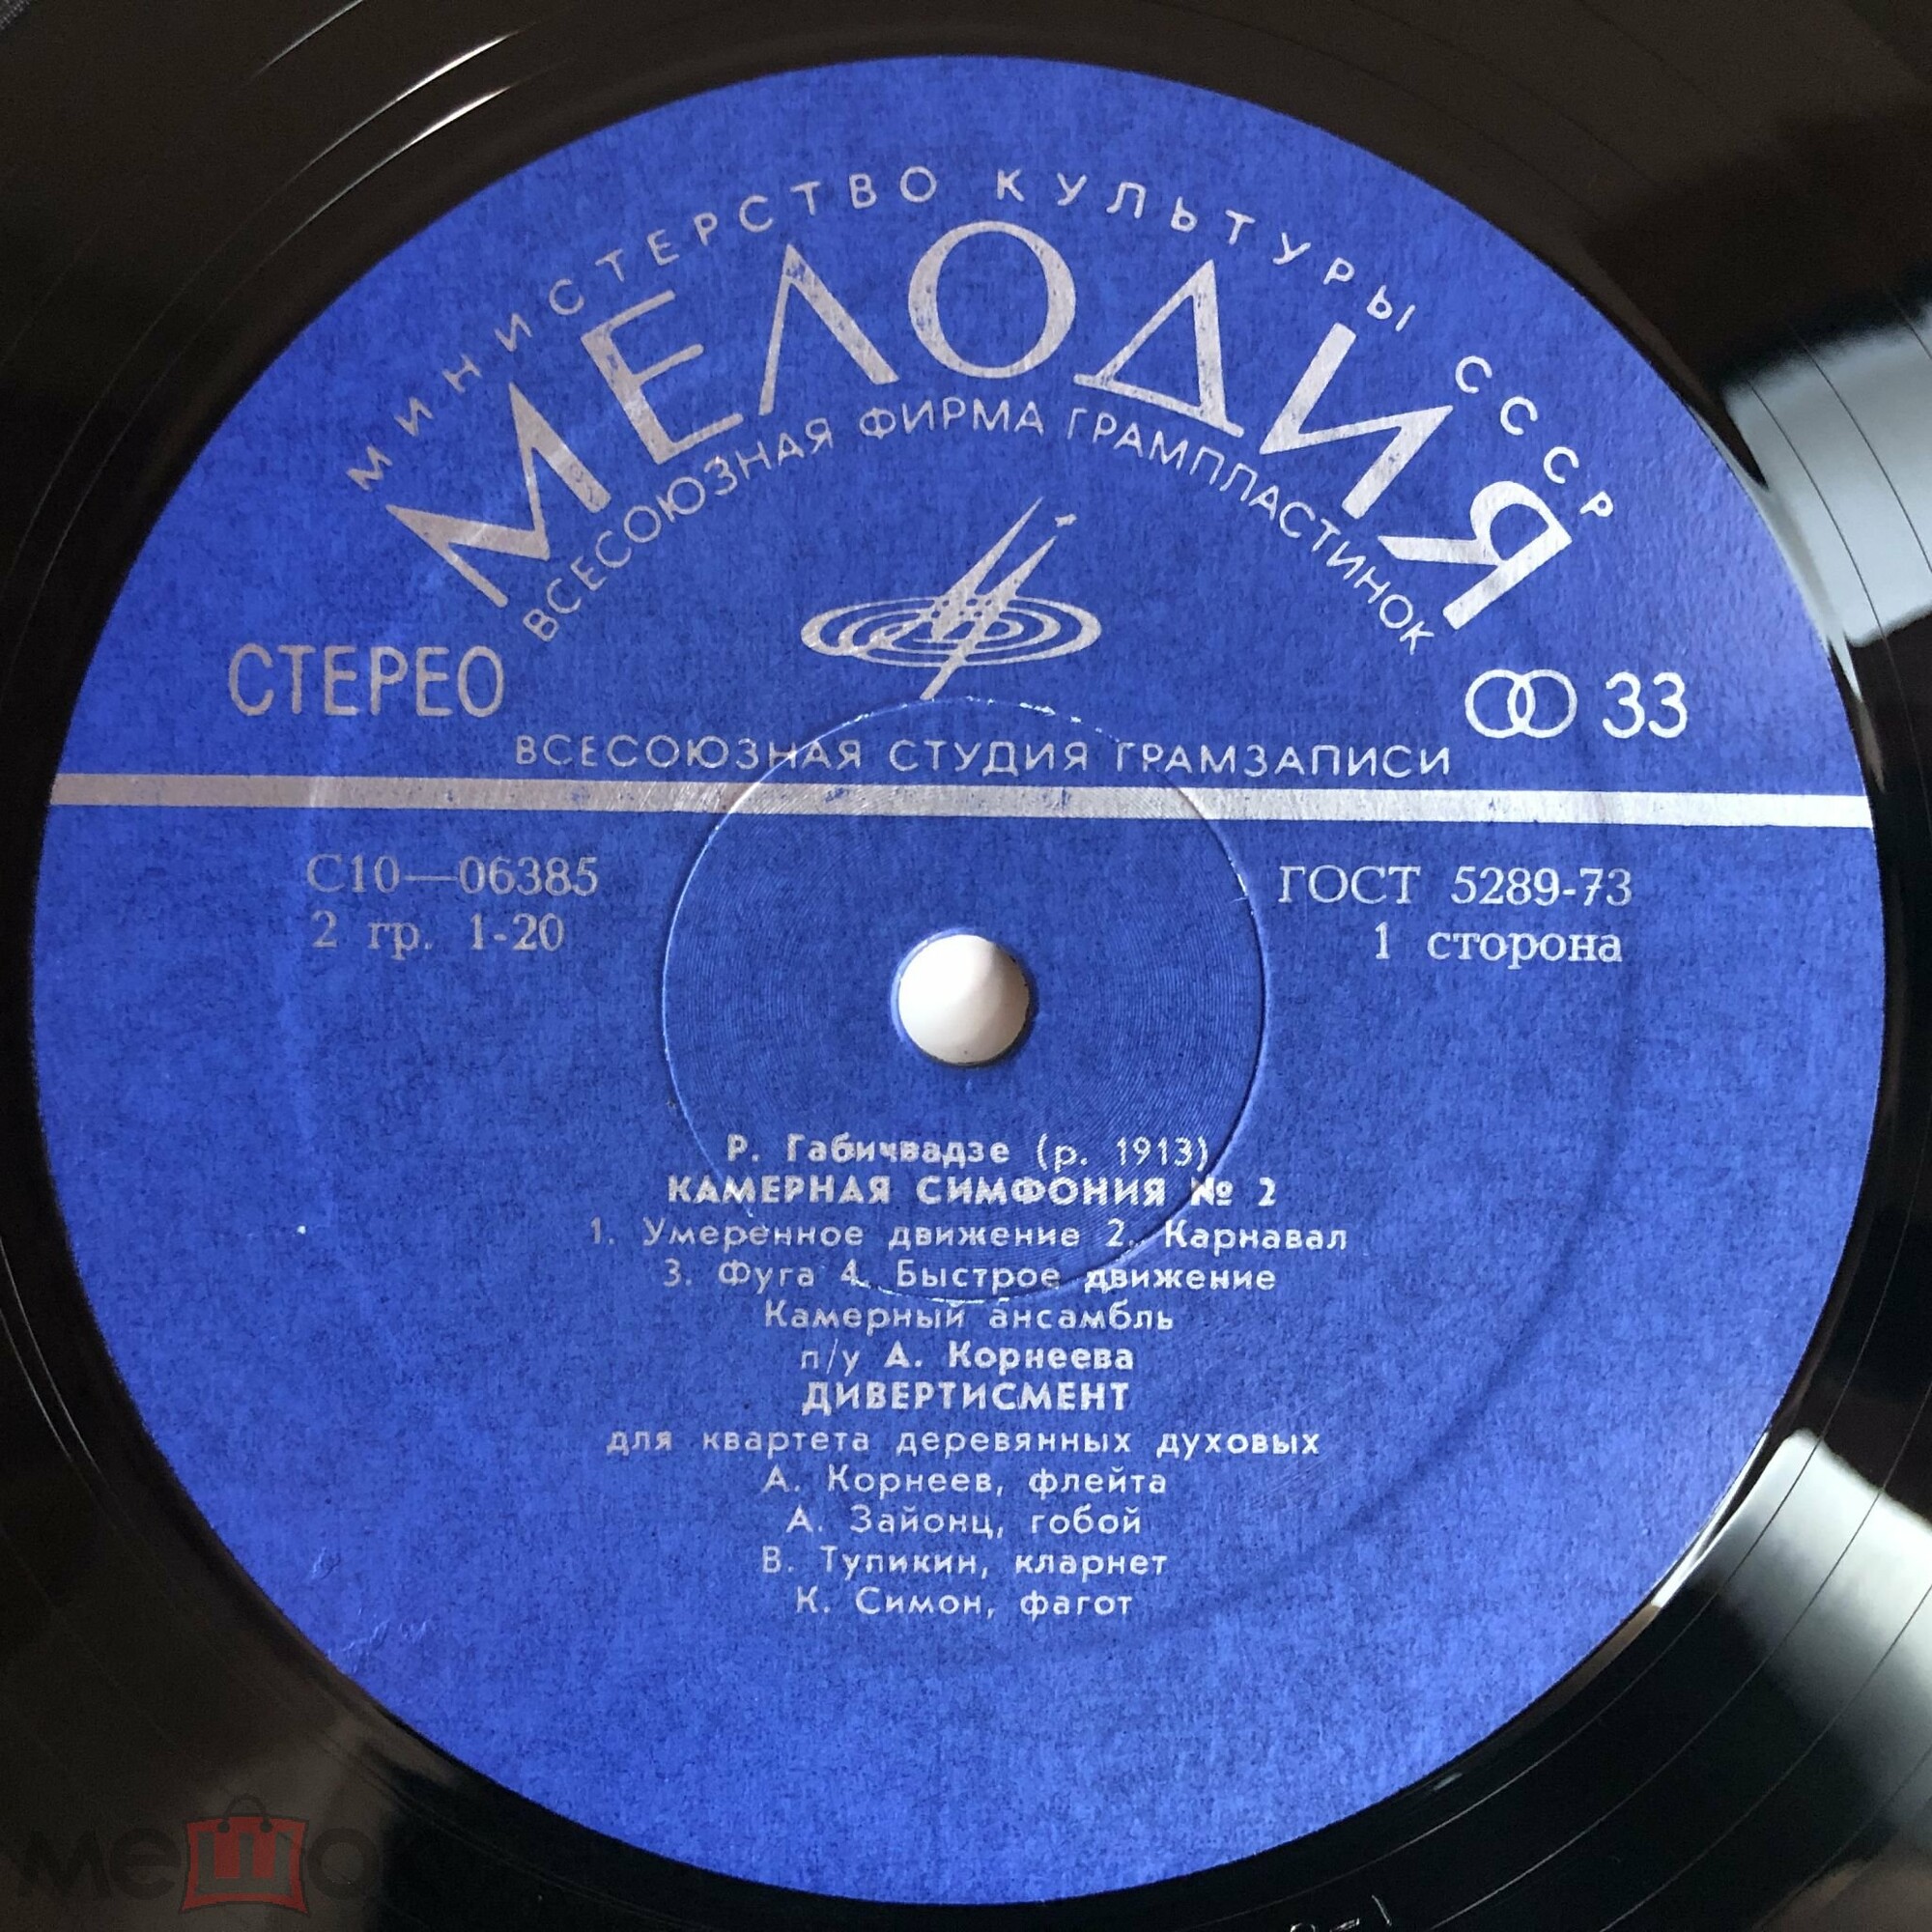 МИНИСТЕРСТВО КУЛЬТУРЫ СССР
МЕЛОДИЯ
ВСЕСОЮЗНАЯ ФИРМА ГРАМПЛАСТИНОК
СТЕРЕО
33
ВСЕСОЮЗНАЯ СТУДИЯ ГРАМЗАПИСИ
С10—06385
ГОСТ 5289-73
2 гр. 1-20
1 сторона
Р. Габичвадзе (р. 1913)
КАМЕРНАЯ СИМФОНИЯ № 2
1. Умеренное движение 2. Карнавал
3. Фуга 4. Быстрое движение
Камерный ансамбль
п/у А. Корнеева
ДИВЕРТИСМЕНТ
для квартета деревянных духовых
А. Корнеев, флейта
А. Зайонц, гобой
В. Тупикин, кларнет
К. Симон, фагот
мешок